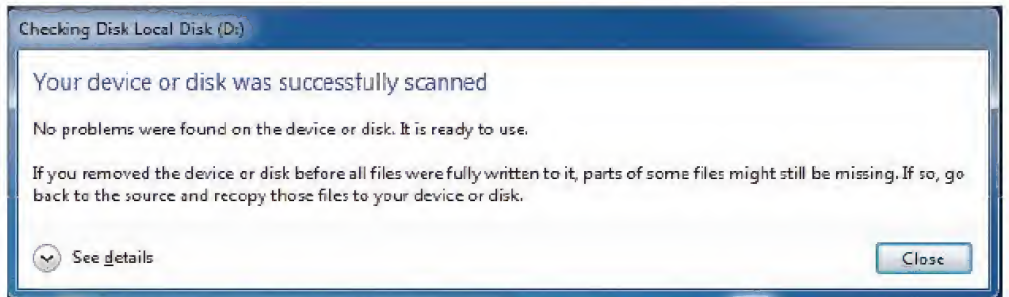 Checking Disk Local Disk (D:)
Your device or disk was successfully scanned
No problems were found on the device or disk. It is ready to use.
If you removed the device or disk before all files were fully written to it, parts of some files might still be missing. If so, go
back to the source and recopy those files to your device or disk.
See details
Close